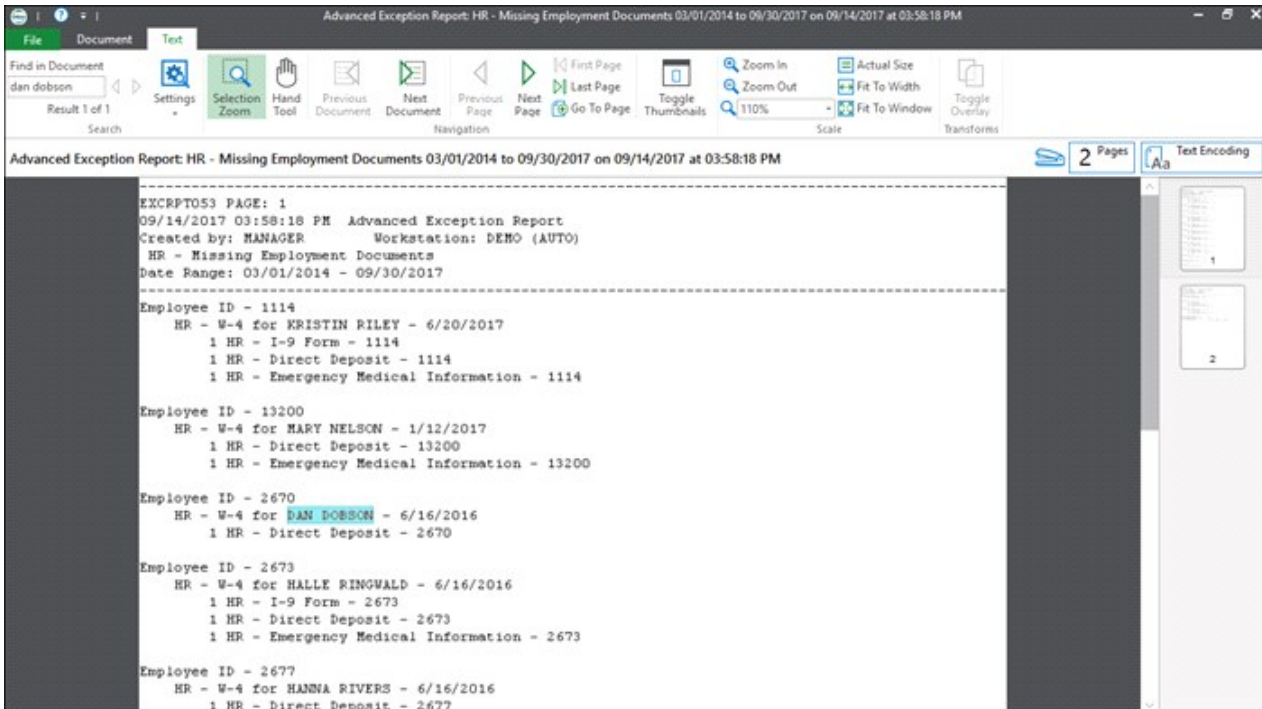 Advanced Exception Report: HR - Missing Employment Documents 03/01/2014 to 09/30/2017 on 09/14/2017 at 03:58:18 PM
File Document Text
Find in Document
dan dobson
Result 1 of 1
Search
Settings
Selection Zoom
Hand Tool
Previous Document
Next Document
Previous Page
Next Page
First Page
Last Page
Go To Page
Navigation
Toggle Thumbnails
Zoom In
Zoom Out
110%
Actual Size
Fit To Width
Fit To Window
Scale
Toggle Overlay
Transforms
Advanced Exception Report: HR - Missing Employment Documents 03/01/2014 to 09/30/2017 on 09/14/2017 at 03:58:18 PM
2 Pages
Aa Text Encoding
EXCRPT053 PAGE: 1
09/14/2017 03:58:18 PM Advanced Exception Report
Created by: MANAGER Workstation: DEMO (AUTO)
HR - Missing Employment Documents
Date Range: 03/01/2014 - 09/30/2017
Employee ID - 1114
HR - W-4 for KRISTIN RILEY - 6/20/2017
1 HR - I-9 Form - 1114
1 HR - Direct Deposit - 1114
1 HR - Emergency Medical Information - 1114
Employee ID - 13200
HR - W-4 for MARY NELSON - 1/12/2017
1 HR - Direct Deposit - 13200
1 HR - Emergency Medical Information - 13200
Employee ID - 2670
HR - W-4 for DAN DOBSON - 6/16/2016
1 HR - Direct Deposit - 2670
Employee ID - 2673
HR - W-4 for HALLE RINGWALD - 6/16/2016
1 HR - I-9 Form - 2673
1 HR - Direct Deposit - 2673
1 HR - Emergency Medical Information - 2673
Employee ID - 2677
HR - W-4 for HANNA RIVERS - 6/16/2016
1 HR - Direct Deposit - 2677
1
2